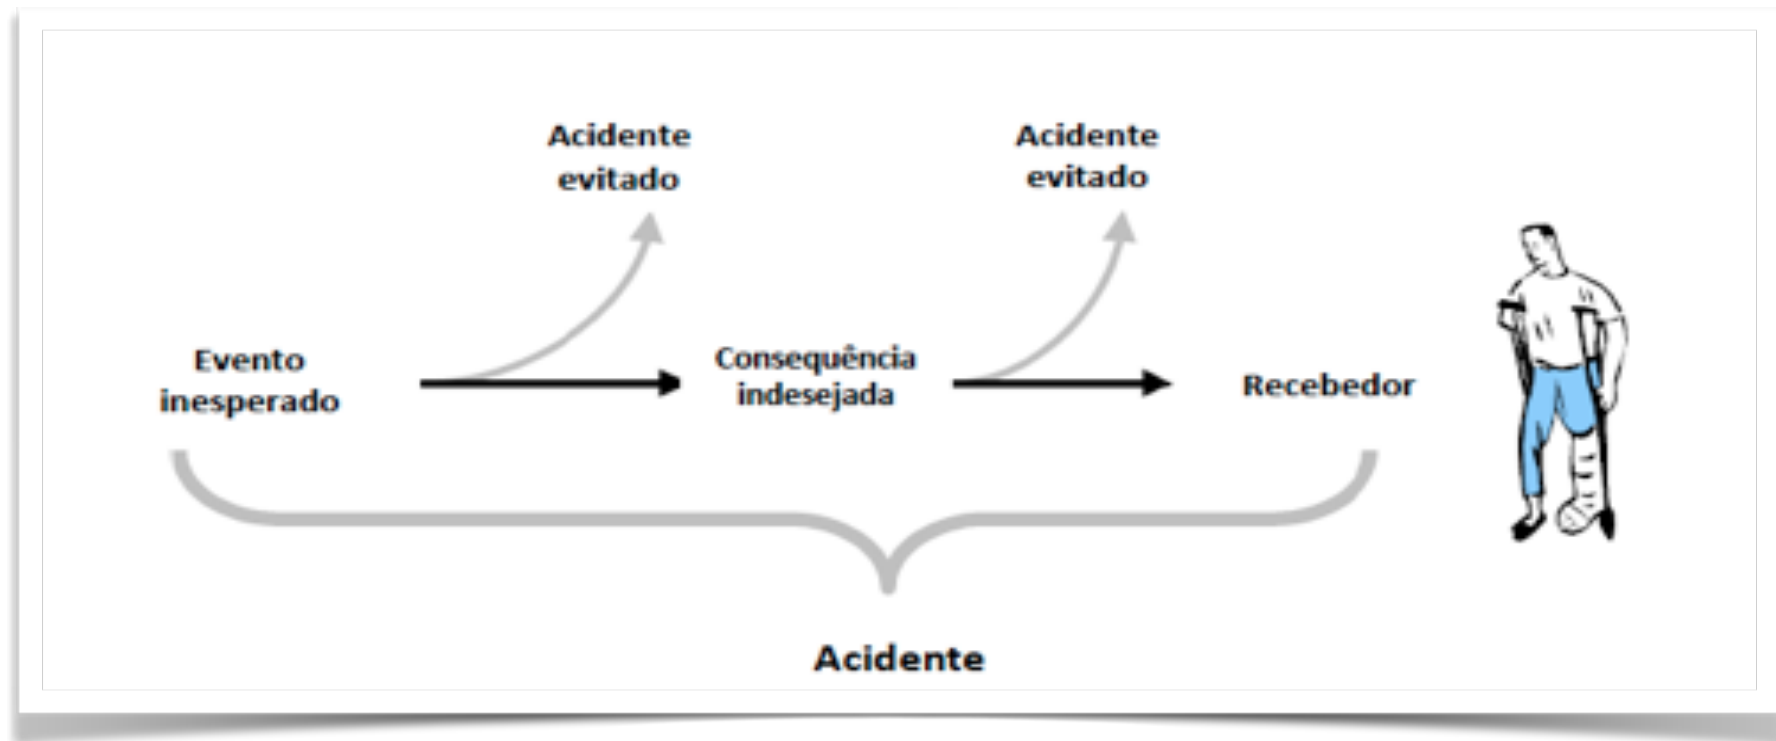 Acidente
evitado
Acidente
evitado
Evento
inesperado
Consequência
indesejada
Recebedor
Acidente